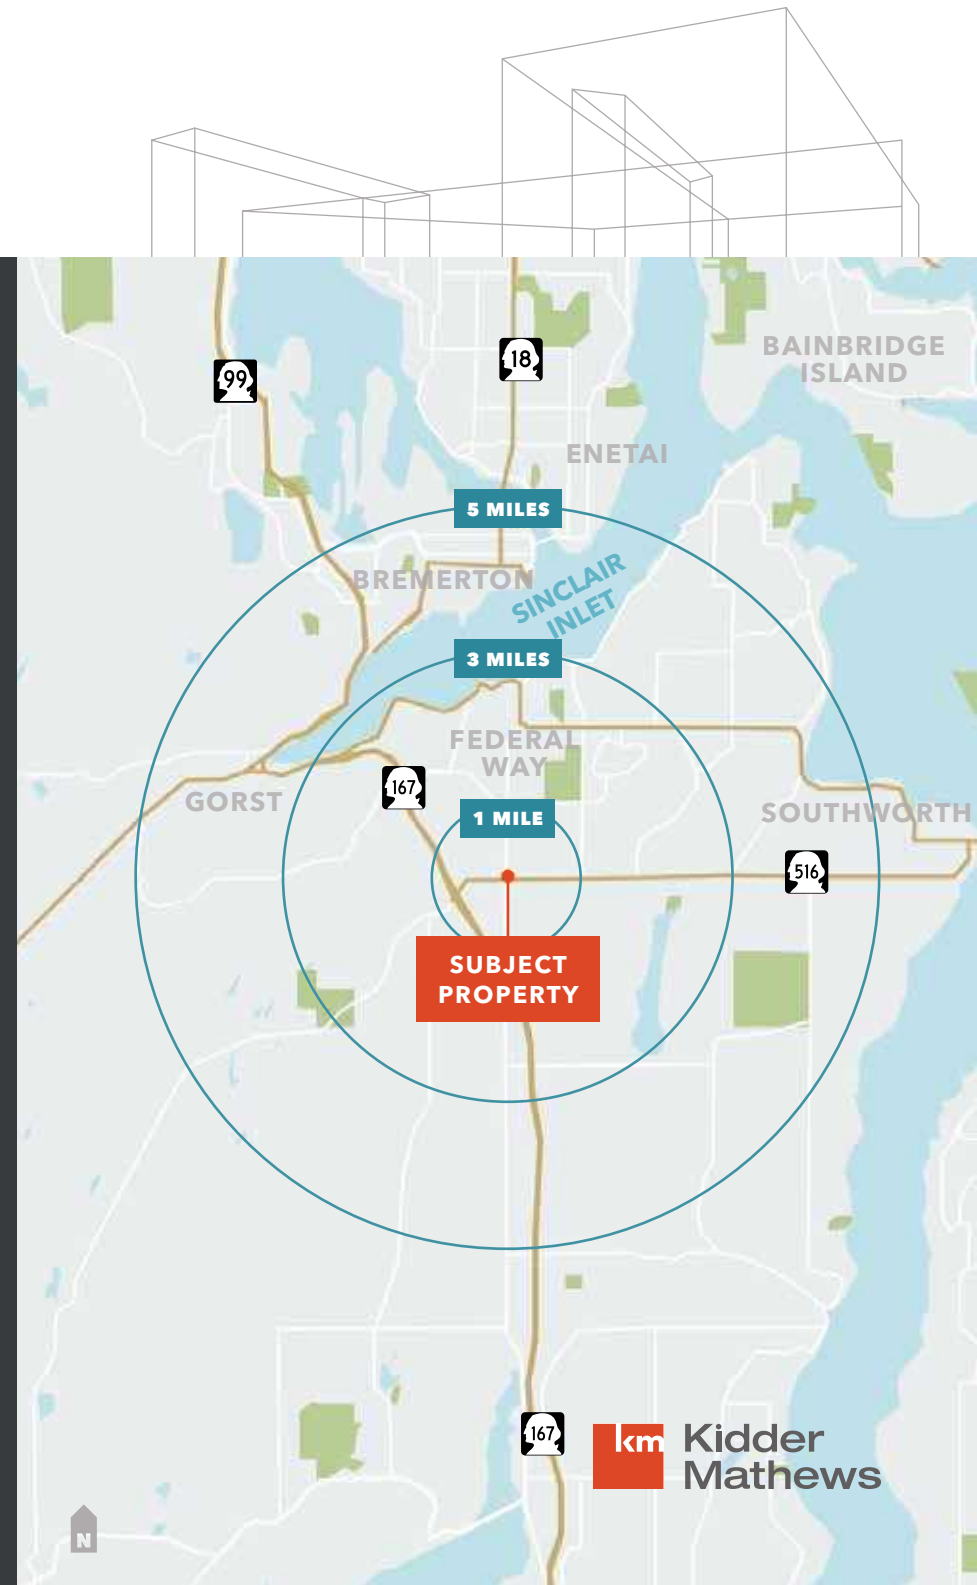 18
BAINBRIDGE
ISLAND
99
ENETAI
5 MILES
BREMERTON
SINCLAIR
INLET
3 MILES
FEDERAL
WAY
167
GORST
1 MILE
SOUTHWORTH
516
SUBJECT
PROPERTY
167
km
Kidder
Mathews
N